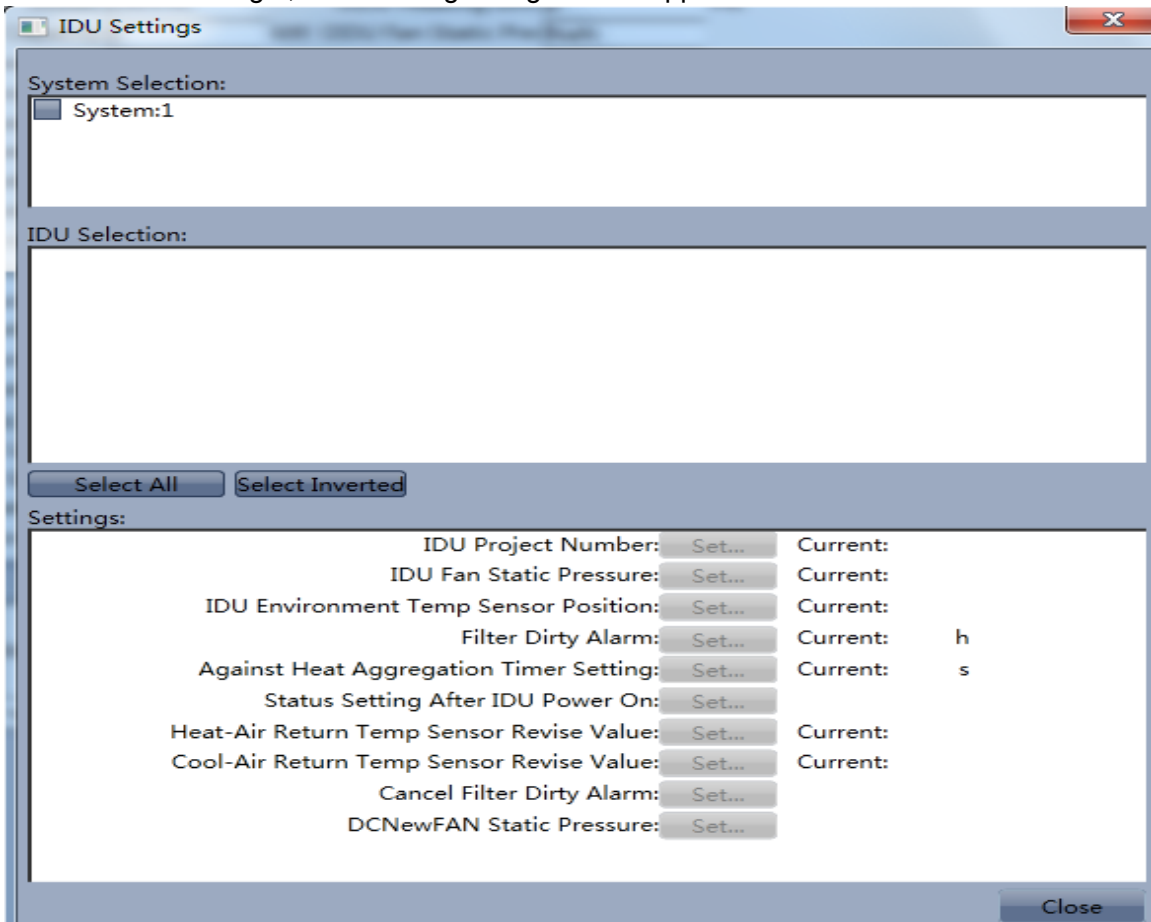 IDU Settings
System Selection:
System:1
IDU Selection:
Select All Select Inverted
Settings:
IDU Project Number: Set... Current:
IDU Fan Static Pressure: Set... Current:
IDU Environment Temp Sensor Position: Set... Current:
Filter Dirty Alarm: Set... Current: h
Against Heat Aggregation Timer Setting: Set... Current: s
Status Setting After IDU Power On: Set...
Heat-Air Return Temp Sensor Revise Value: Set... Current:
Cool-Air Return Temp Sensor Revise Value: Set... Current:
Cancel Filter Dirty Alarm: Set...
DCNewFAN Static Pressure: Set...
Close